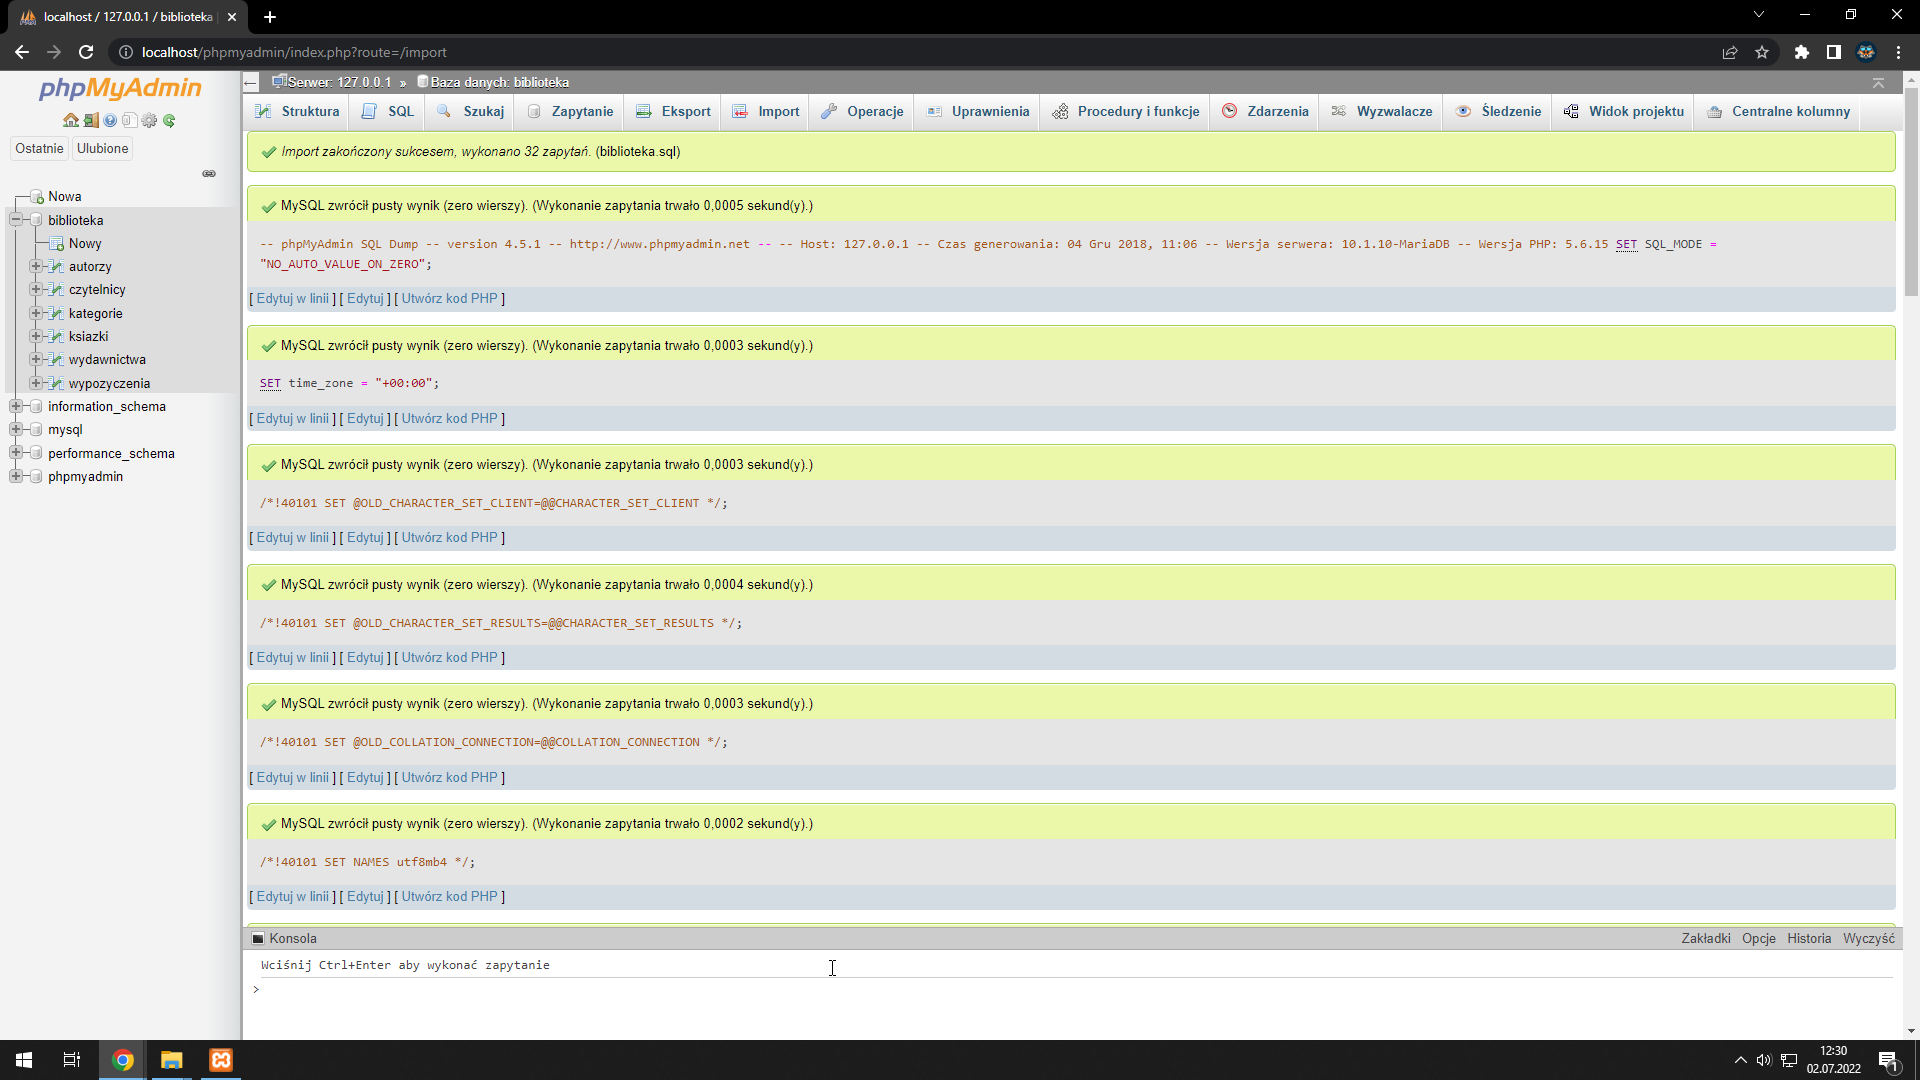 localhost / 127.0.0.1 / biblioteka
localhost/phpmyadmin/index.php?route=/import
phpMyAdmin
Ostatnie Ulubione
Nowa
biblioteka
Nowy
autorzy
czytelnicy
kategorie
ksiazki
wydawnictwa
wypozyczenia
information_schema
mysql
performance_schema
phpmyadmin
Serwer: 127.0.0.1 » Baza danych: biblioteka
Struktura SQL Szukaj Zapytanie Eksport Import Operacje Uprawnienia Procedury i funkcje Zdarzenia Wyzwalacze Śledzenie Widok projektu Centralne kolumny
Import zakończony sukcesem, wykonano 32 zapytań. (biblioteka.sql)
MySQL zwrócił pusty wynik (zero wierszy). (Wykonanie zapytania trwało 0,0005 sekund(y).)
-- phpMyAdmin SQL Dump -- version 4.5.1 -- http://www.phpmyadmin.net -- -- Host: 127.0.0.1 -- Czas generowania: 04 Gru 2018, 11:06 -- Wersja serwera: 10.1.10-MariaDB -- Wersja PHP: 5.6.15 SET SQL_MODE =
"NO_AUTO_VALUE_ON_ZERO";
[ Edytuj w linii ] [ Edytuj ] [ Utwórz kod PHP ]
MySQL zwrócił pusty wynik (zero wierszy). (Wykonanie zapytania trwało 0,0003 sekund(y).)
SET time_zone = "+00:00";
[ Edytuj w linii ] [ Edytuj ] [ Utwórz kod PHP ]
MySQL zwrócił pusty wynik (zero wierszy). (Wykonanie zapytania trwało 0,0003 sekund(y).)
/*!40101 SET @OLD_CHARACTER_SET_CLIENT=@@CHARACTER_SET_CLIENT */;
[ Edytuj w linii ] [ Edytuj ] [ Utwórz kod PHP ]
MySQL zwrócił pusty wynik (zero wierszy). (Wykonanie zapytania trwało 0,0004 sekund(y).)
/*!40101 SET @OLD_CHARACTER_SET_RESULTS=@@CHARACTER_SET_RESULTS */;
[ Edytuj w linii ] [ Edytuj ] [ Utwórz kod PHP ]
MySQL zwrócił pusty wynik (zero wierszy). (Wykonanie zapytania trwało 0,0003 sekund(y).)
/*!40101 SET @OLD_COLLATION_CONNECTION=@@COLLATION_CONNECTION */;
[ Edytuj w linii ] [ Edytuj ] [ Utwórz kod PHP ]
MySQL zwrócił pusty wynik (zero wierszy). (Wykonanie zapytania trwało 0,0002 sekund(y).)
/*!40101 SET NAMES utf8mb4 */;
[ Edytuj w linii ] [ Edytuj ] [ Utwórz kod PHP ]
Konsola Zakładki Opcje Historia Wyczyść
Wciśnij Ctrl+Enter aby wykonać zapytanie
>
12:30
02.07.2022
1